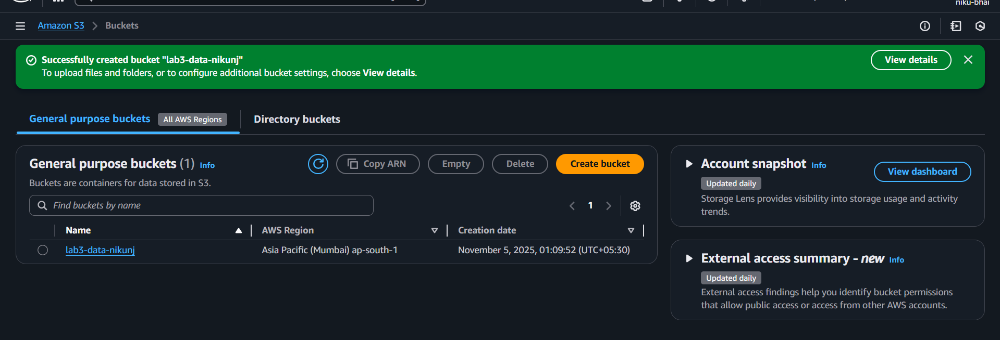 niku-bhai
Amazon S3 > Buckets
Successfully created bucket "lab3-data-nikunj"
To upload files and folders, or to configure additional bucket settings, choose View details.
View details
General purpose buckets All AWS Regions Directory buckets
General purpose buckets (1) Info
Copy ARN Empty Delete Create bucket
Buckets are containers for data stored in S3.
Find buckets by name
1
Name AWS Region Creation date
lab3-data-nikunj Asia Pacific (Mumbai) ap-south-1 November 5, 2025, 01:09:52 (UTC+05:30)
Account snapshot Info
View dashboard
Updated daily
Storage Lens provides visibility into storage usage and activity
trends.
External access summary - new Info
Updated daily
External access findings help you identify bucket permissions
that allow public access or access from other AWS accounts.